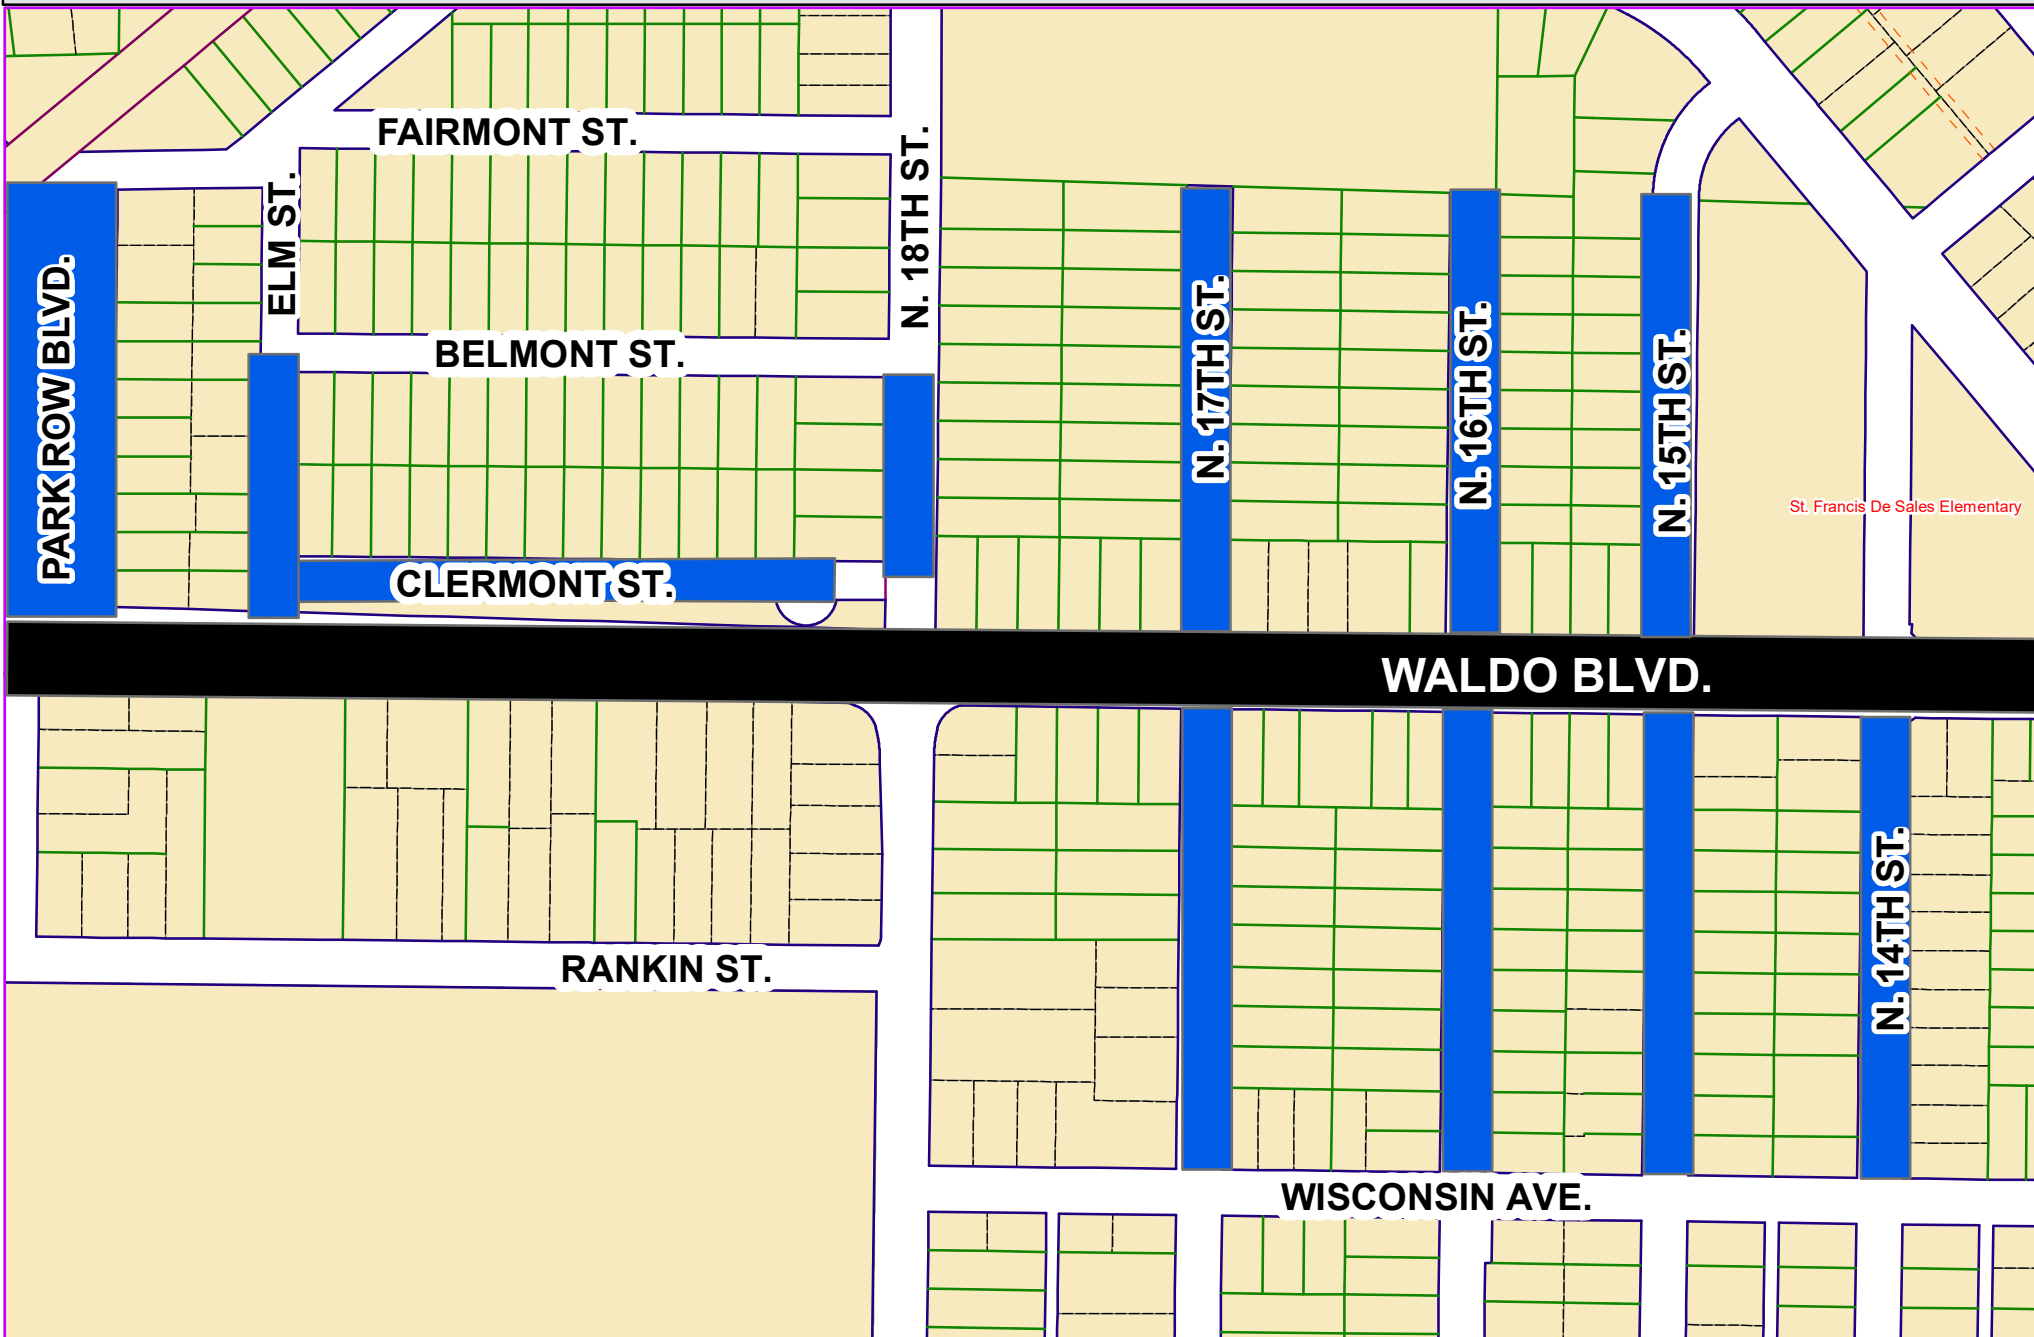 FAIRMONT ST.
ELM ST.
N. 18TH ST.
PARK ROW BLVD.
BELMONT ST.
N. 17TH ST.
N. 16TH ST.
N. 15TH ST.
St. Francis De Sales Elementary
CLERMONT ST.
WALDO BLVD.
N. 14TH ST.
RANKIN ST.
WISCONSIN AVE.